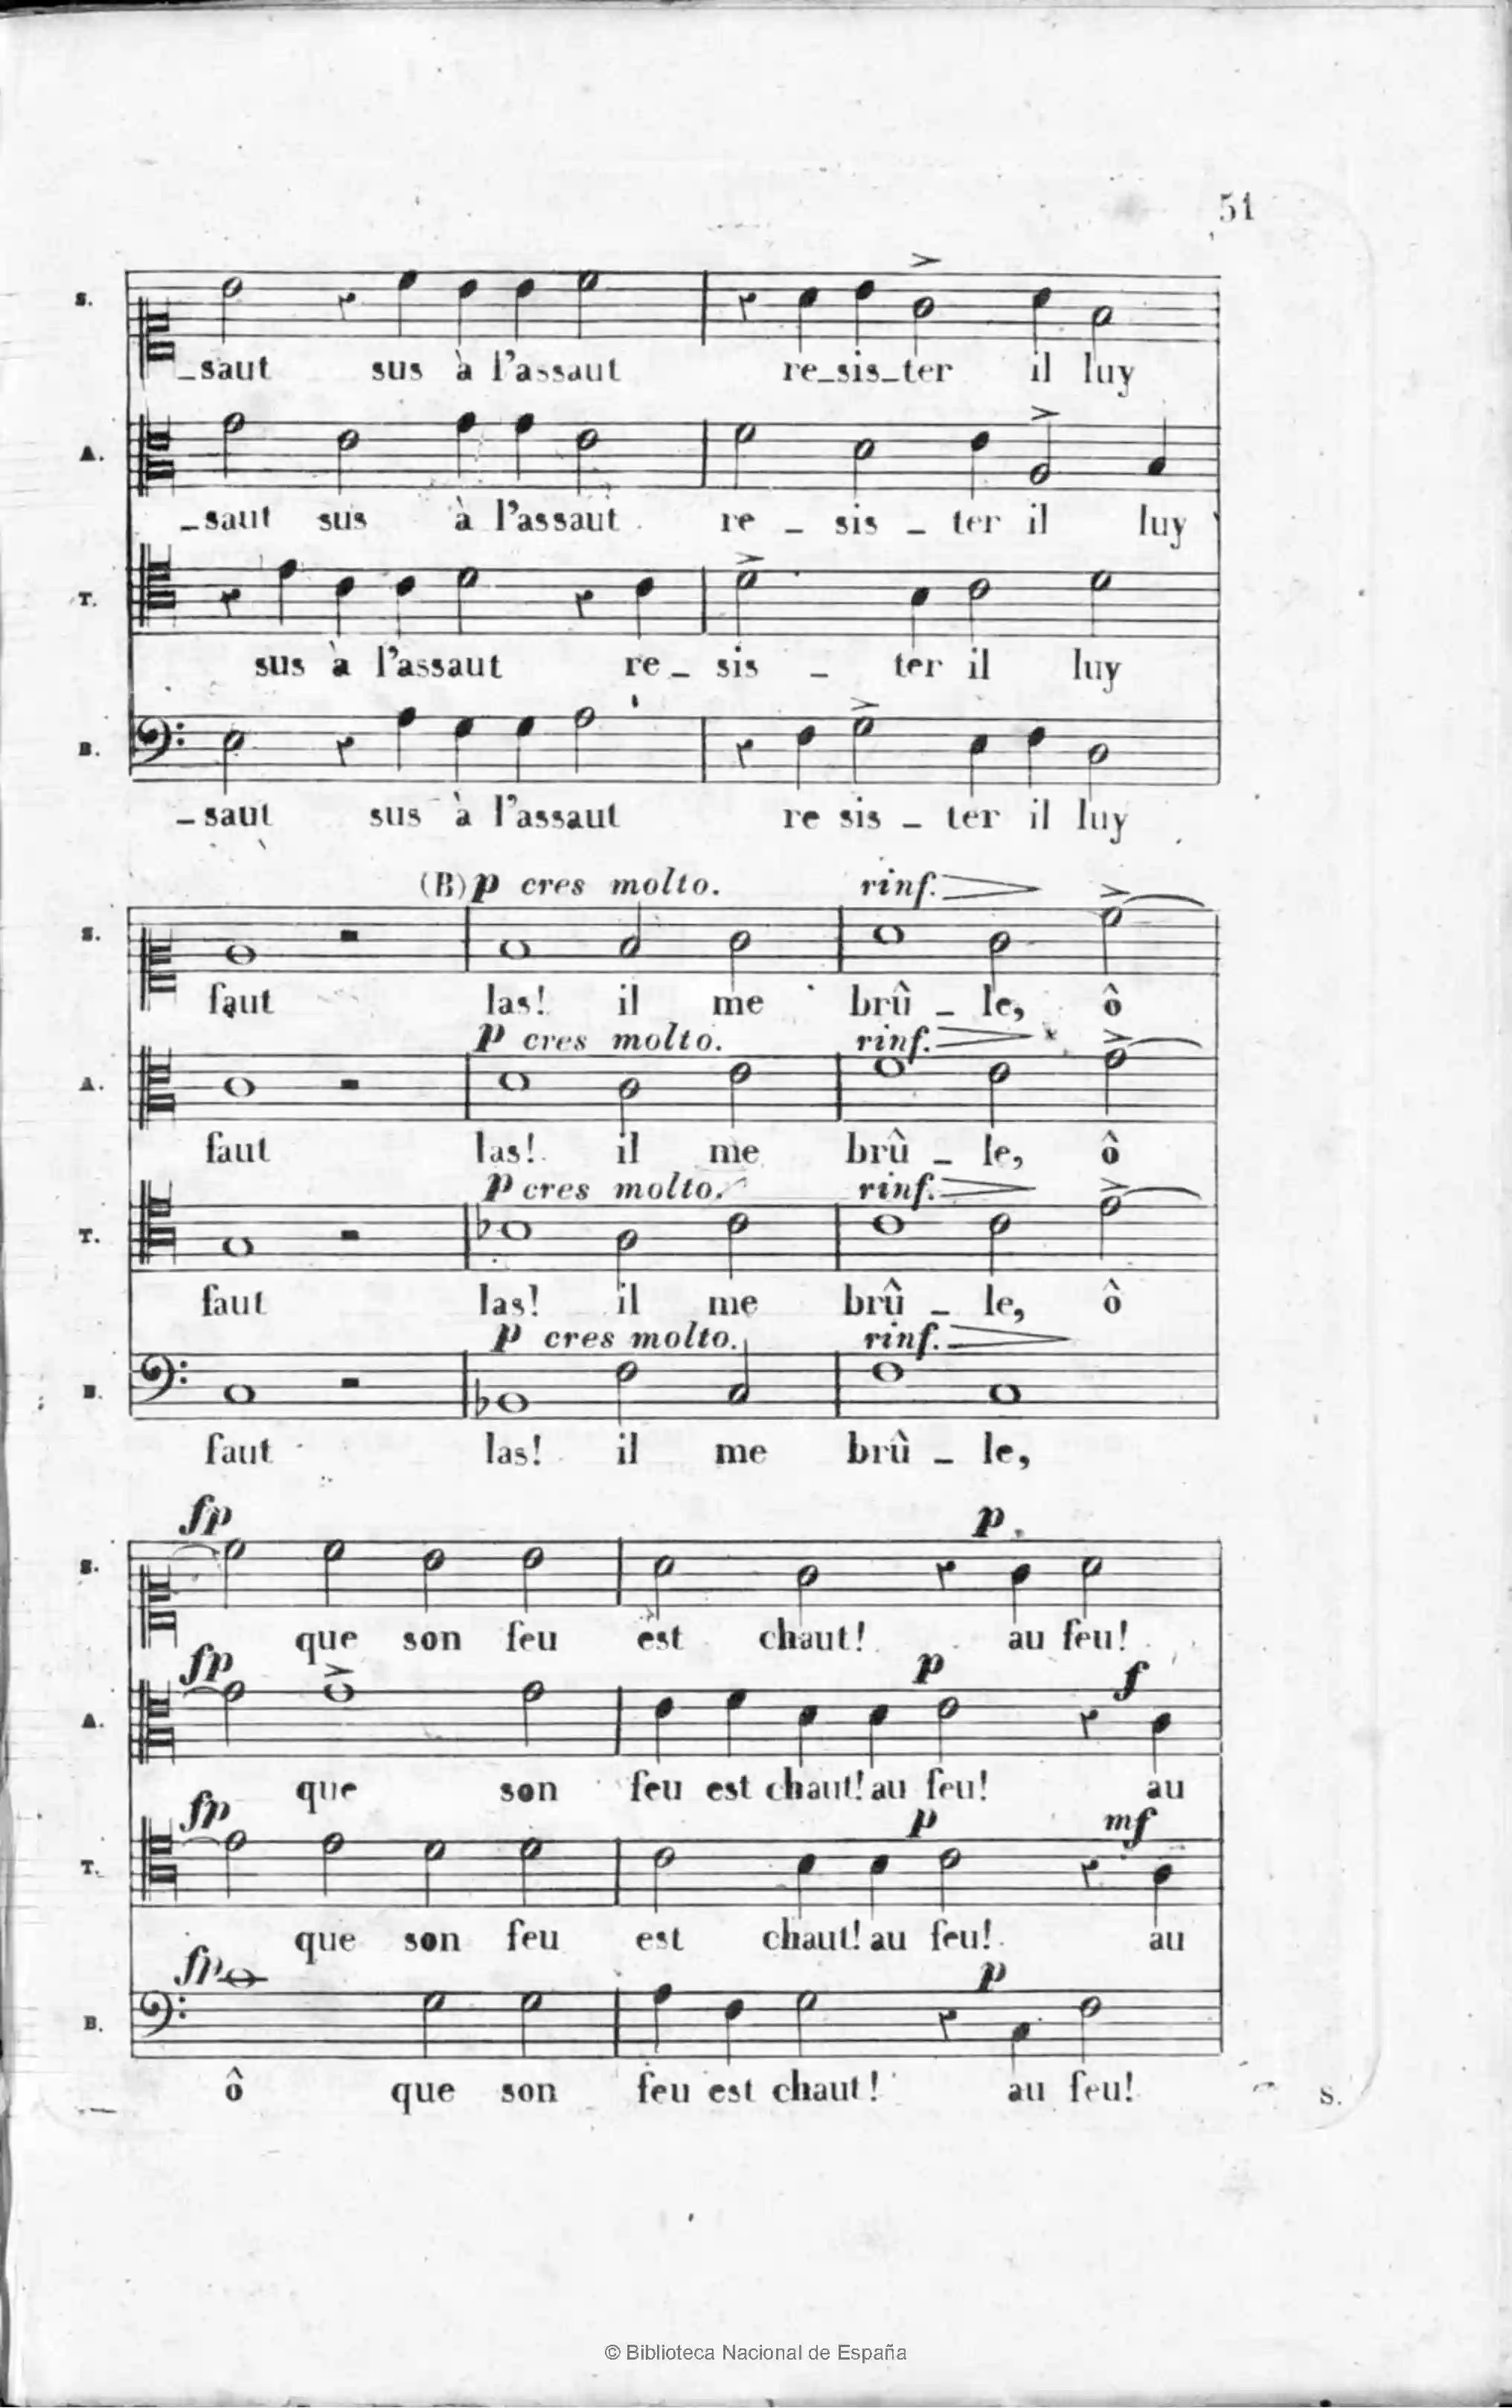 51
S.
_saut sus à l'assaut re_sis_ter il luy
A.
_saut sus à l'assaut re _ sis _ ter il luy
T.
sus à l'assaut re _ sis _ ter il luy
B.
_saut sus à l'assaut re sis _ ter il luy
(B) p cres molto. rinf.
S.
faut las! il me brû _ le, ô
p cres molto. rinf.
A.
faut las! il me brû _ le, ô
p cres molto. rinf.
T.
faut las! il me brû _ le, ô
p cres molto. rinf.
B.
faut las! il me brû _ le,
fp p
S.
que son feu est chaut! au feu!
fp p f
A.
que son feu est chaut! au feu! au
fp p mf
T.
que son feu est chaut! au feu! au
fp p
B.
ô que son feu est chaut! au feu!
S.
© Biblioteca Nacional de España